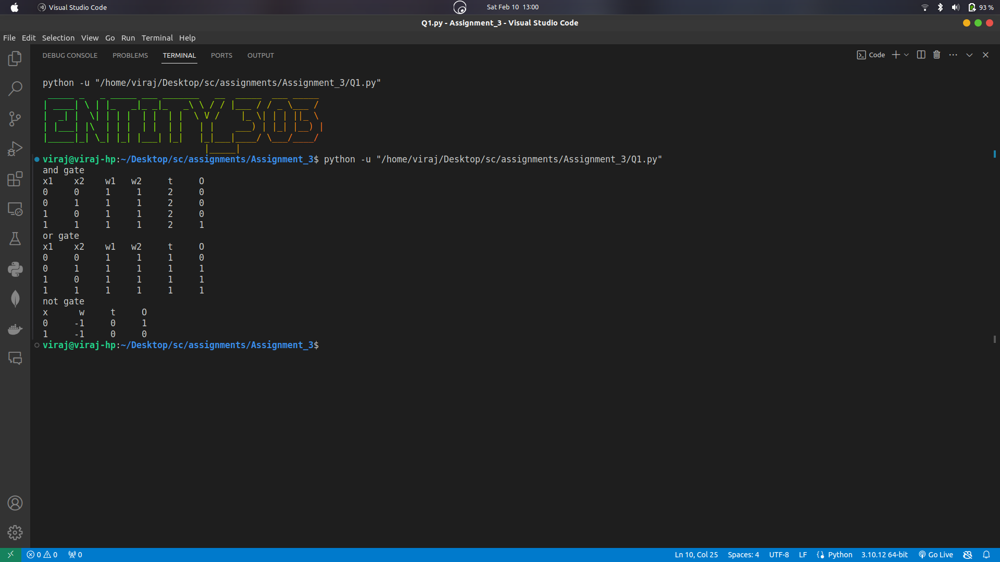 Visual Studio Code
Sat Feb 10 13:00
93 %
Q1.py - Assignment_3 - Visual Studio Code
File Edit Selection View Go Run Terminal Help
DEBUG CONSOLE PROBLEMS TERMINAL PORTS OUTPUT
Code
python -u "/home/viraj/Desktop/sc/assignments/Assignment_3/Q1.py"
ENTITY_303
viraj@viraj-hp:~/Desktop/sc/assignments/Assignment_3$ python -u "/home/viraj/Desktop/sc/assignments/Assignment_3/Q1.py"
and gate
x1 x2 w1 w2 t O
0 0 1 1 2 0
0 1 1 1 2 0
1 0 1 1 2 0
1 1 1 1 2 1
or gate
x1 x2 w1 w2 t O
0 0 1 1 1 0
0 1 1 1 1 1
1 0 1 1 1 1
1 1 1 1 1 1
not gate
x w t O
0 -1 0 1
1 -1 0 0
viraj@viraj-hp:~/Desktop/sc/assignments/Assignment_3$
0 0 0 Ln 10, Col 25 Spaces: 4 UTF-8 LF Python 3.10.12 64-bit Go Live